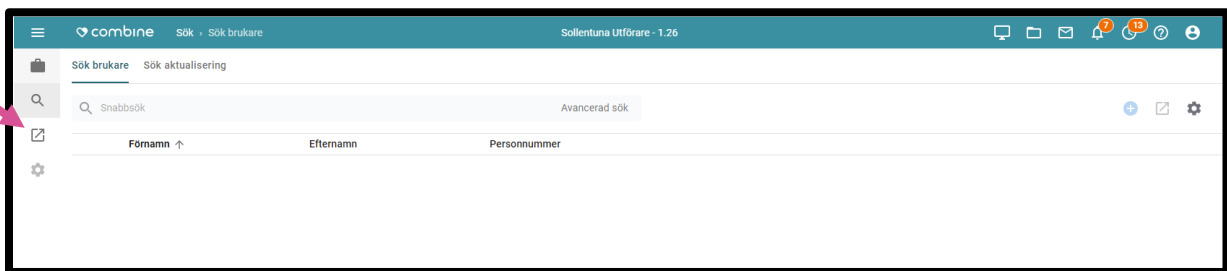 combine Sök › Sök brukare Sollentuna Utförare - 1.26 7 13
Sök brukare Sök aktualisering
Snabbsök Avancerad sök
Förnamn ↑ Efternamn Personnummer